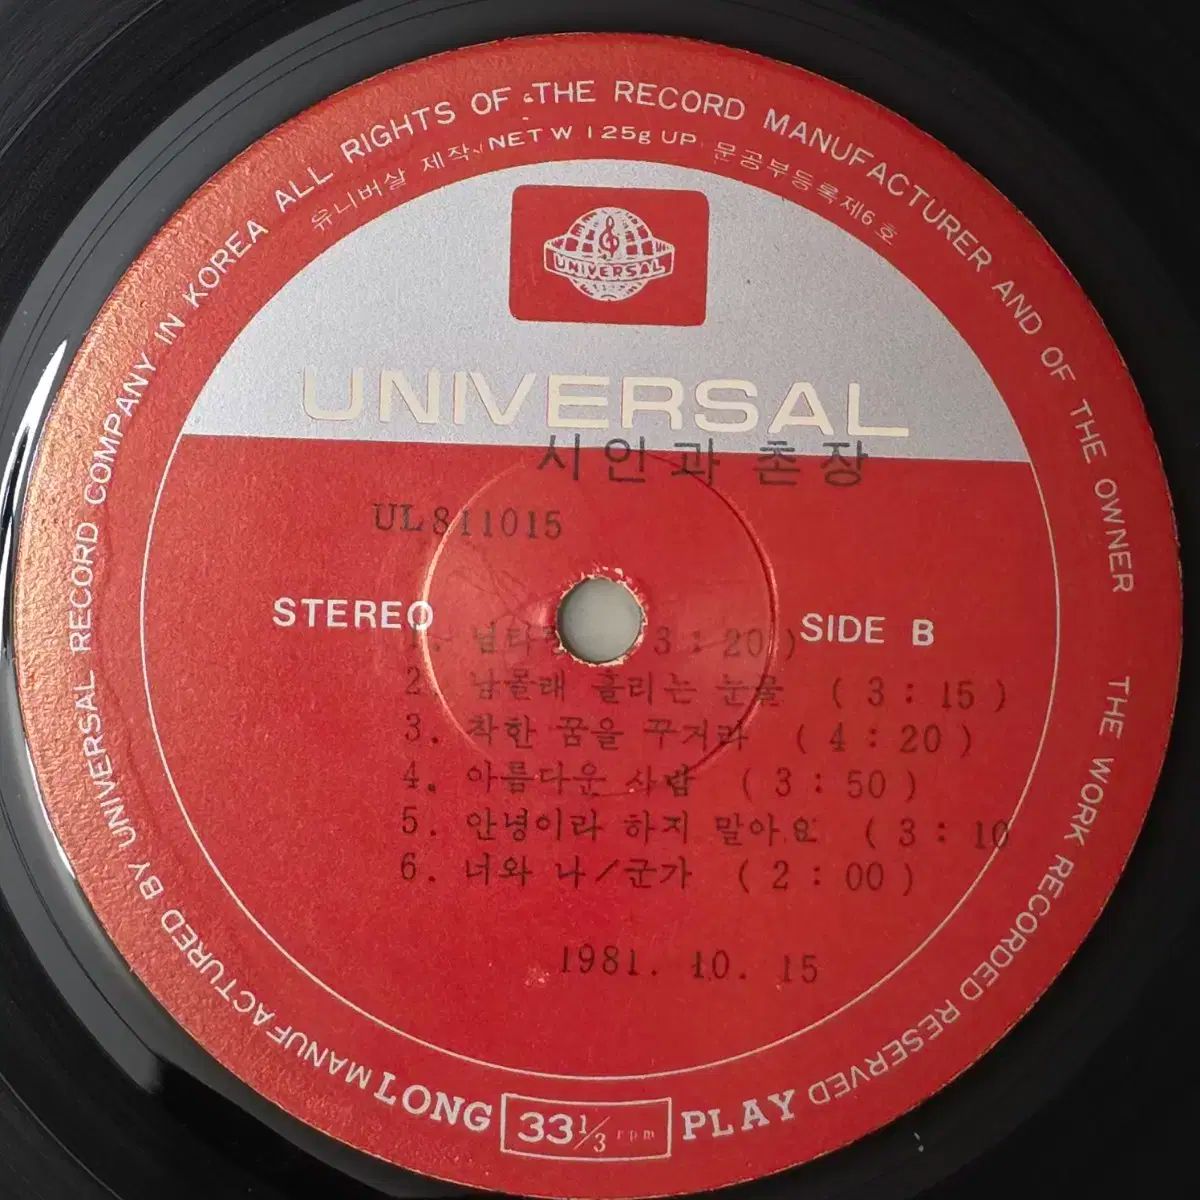 MANUFACTURED BY UNIVERSAL RECORD COMPANY IN KOREA ALL RIGHTS OF THE RECORD MANUFACTURER AND OF THE OWNER THE WORK RECORDED RESERVED
유니버살 제작 NET W 125g UP 문공부등록제6호
UNIVERSAL
UNIVERSAL
시인과 촌장
UL811015
STEREO
SIDE B
1. ( 3 : 20 )
2. 남몰래 흘리는 눈물 ( 3 : 15 )
3. 착한 꿈을 꾸거라 ( 4 : 20 )
4. 아름다운 사람 ( 3 : 50 )
5. 안녕이라 하지 말아요 ( 3 : 10
6. 너와 나/군가 ( 2 : 00 )
1981. 10. 15
LONG 33 1/3 rpm PLAY